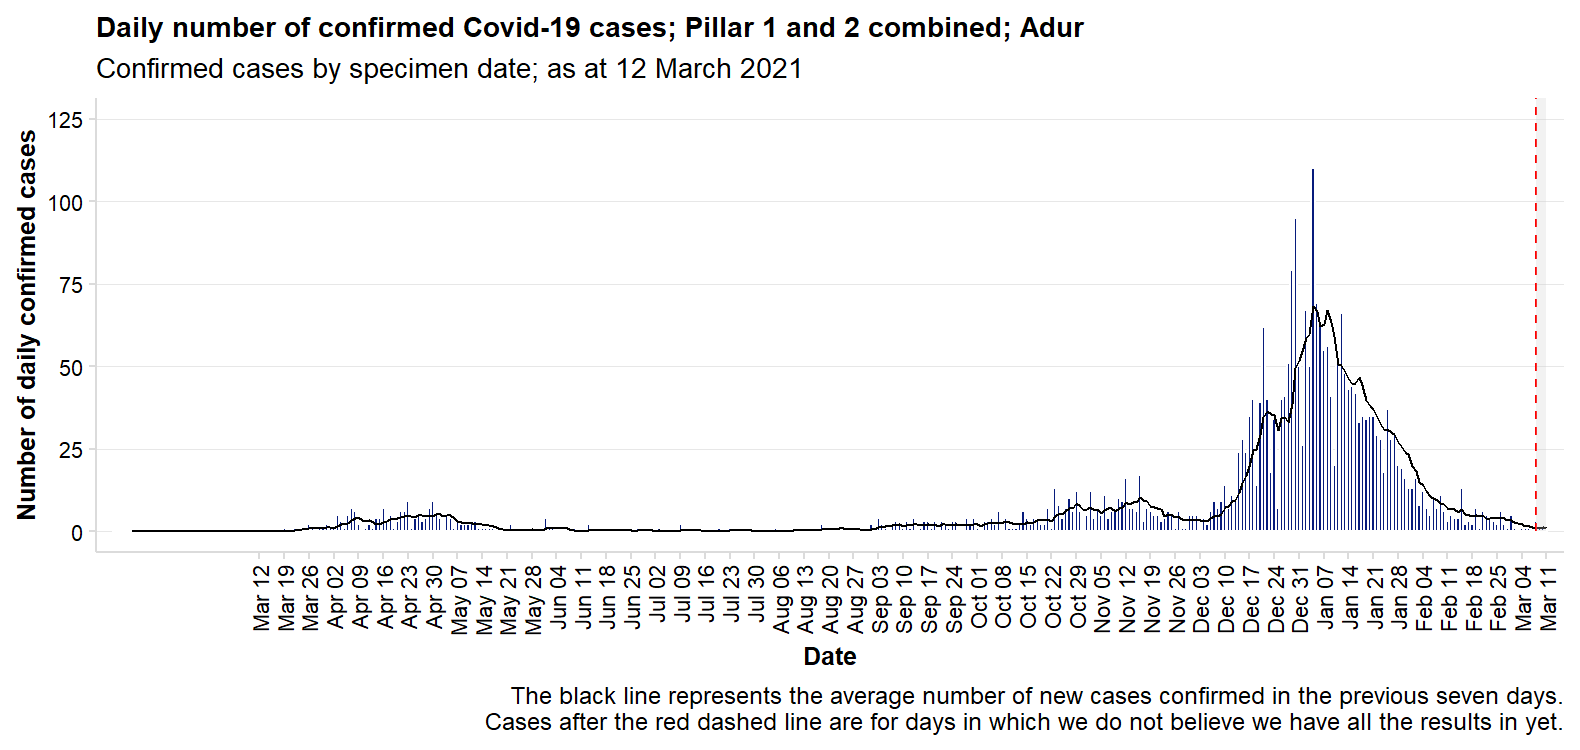 Daily number of confirmed Covid-19 cases; Pillar 1 and 2 combined; Adur
Confirmed cases by specimen date; as at 12 March 2021
Number of daily confirmed cases
125
100
75
50
25
0
Mar 12
Mar 19
Mar 26
Apr 02
Apr 09
Apr 16
Apr 23
Apr 30
May 07
May 14
May 21
May 28
Jun 04
Jun 11
Jun 18
Jun 25
Jul 02
Jul 09
Jul 16
Jul 23
Jul 30
Aug 06
Aug 13
Aug 20
Aug 27
Sep 03
Sep 10
Sep 17
Sep 24
Oct 01
Oct 08
Oct 15
Oct 22
Oct 29
Nov 05
Nov 12
Nov 19
Nov 26
Dec 03
Dec 10
Dec 17
Dec 24
Dec 31
Jan 07
Jan 14
Jan 21
Jan 28
Feb 04
Feb 11
Feb 18
Feb 25
Mar 04
Mar 11
Date
The black line represents the average number of new cases confirmed in the previous seven days.
Cases after the red dashed line are for days in which we do not believe we have all the results in yet.